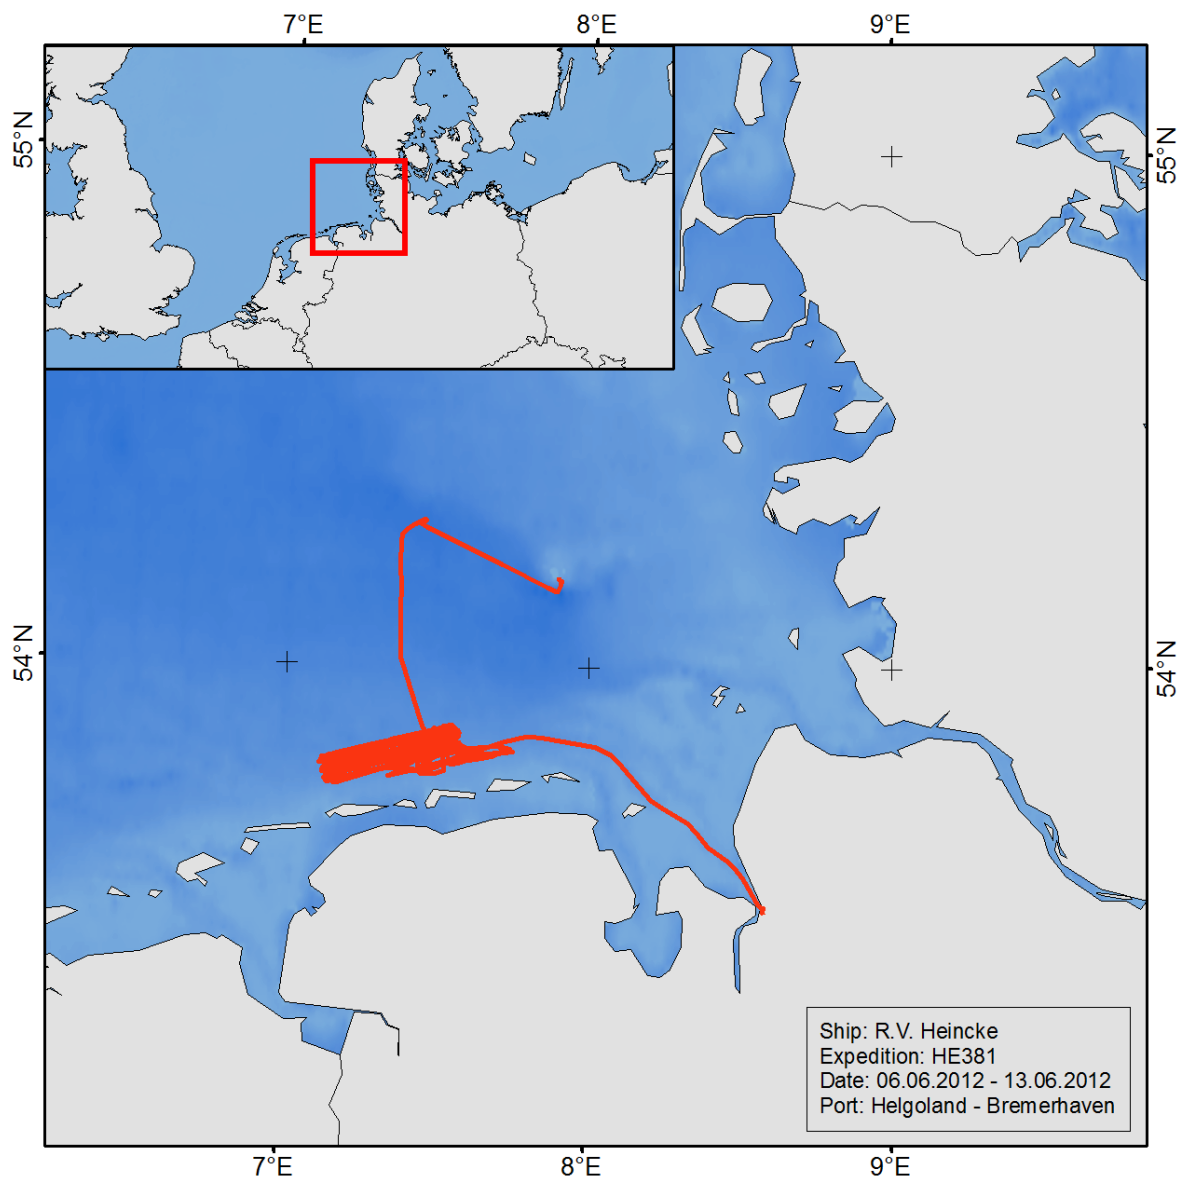 7°E
8°E
9°E
55°N
55°N
54°N
54°N
Ship: R.V. Heincke
Expedition: HE381
Date: 06.06.2012 - 13.06.2012
Port: Helgoland - Bremerhaven
7°E
8°E
9°E